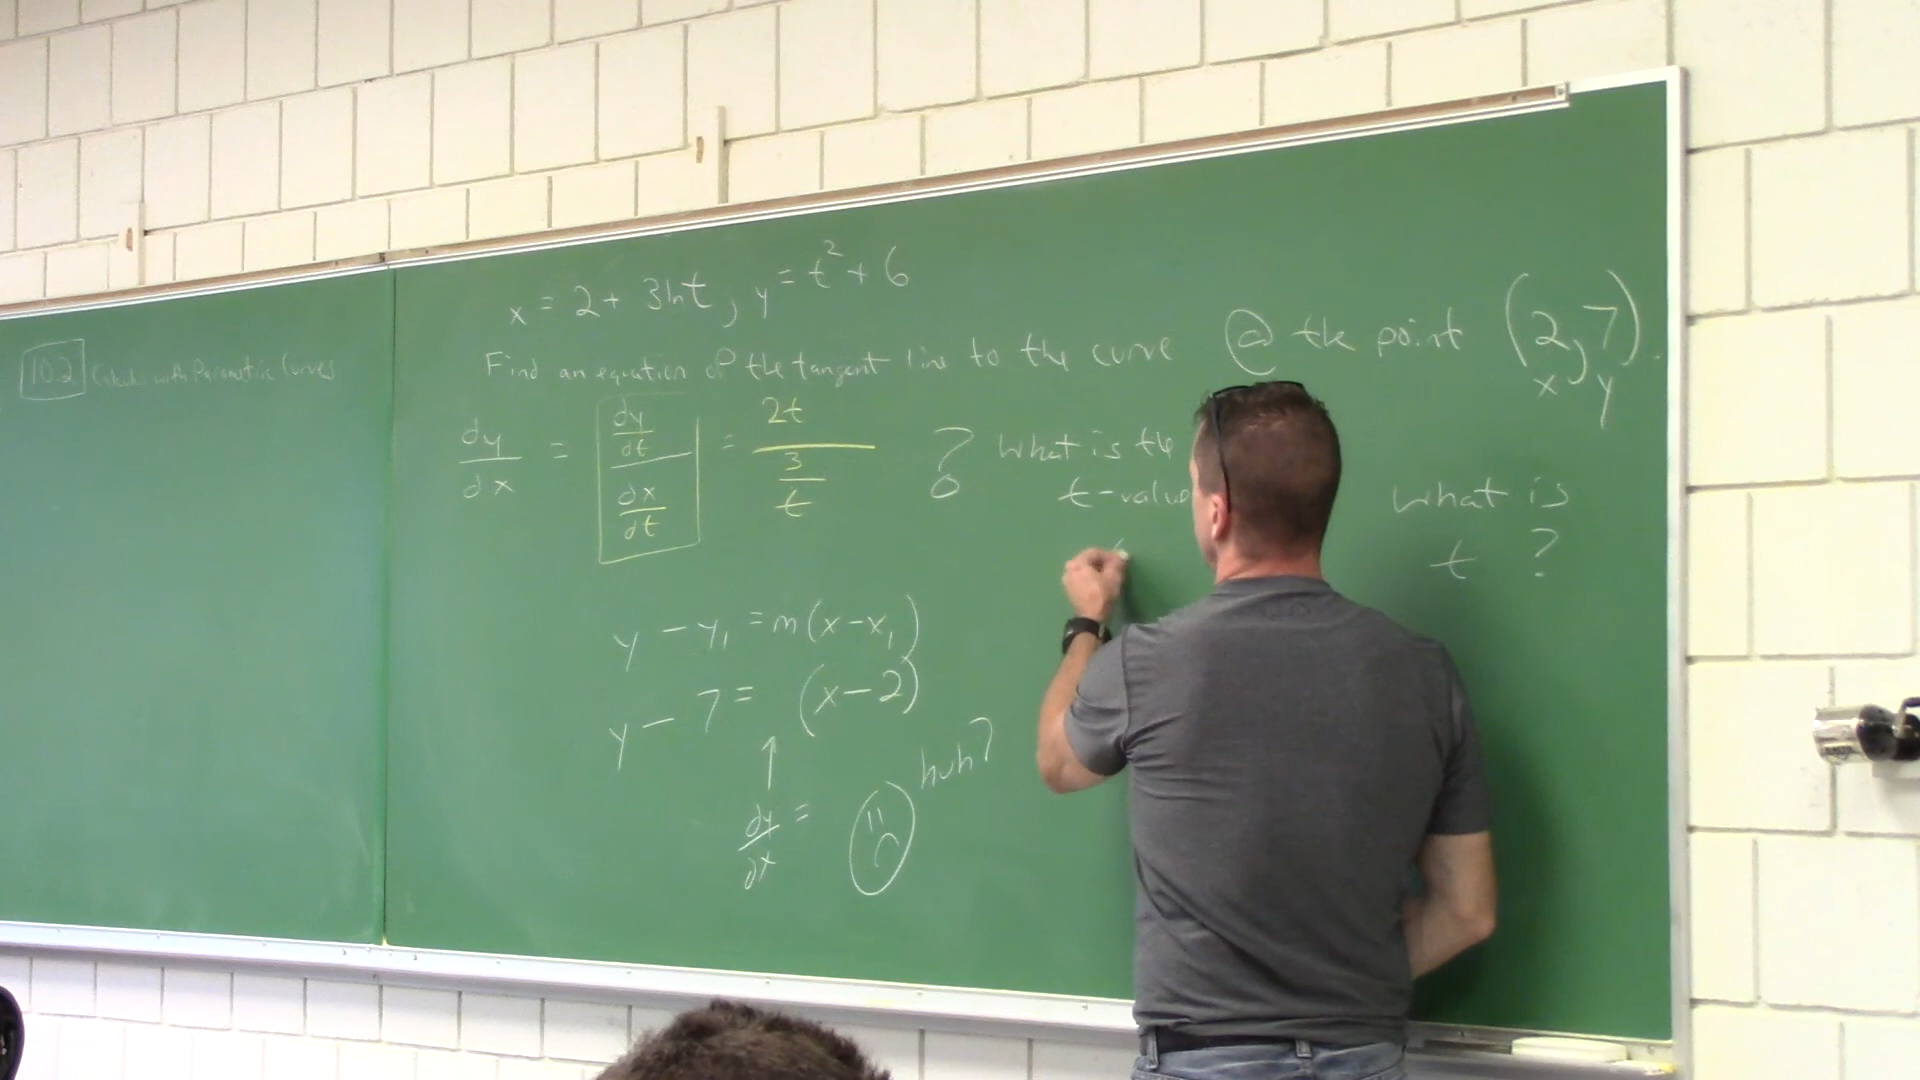 10.2 Calculus with Parametric Curves
x = 2 + 3 ln t, y = t² + 6
Find an equation of the tangent line to the curve @ the point (2, 7).
x y
dy/dx = (dy/dt)/(dx/dt) = 2t/(3/t) ? What is the
t-value
What is
t ?
y - y₁ = m(x - x₁)
y - 7 = (x - 2)
↑
dy/dx = huh?